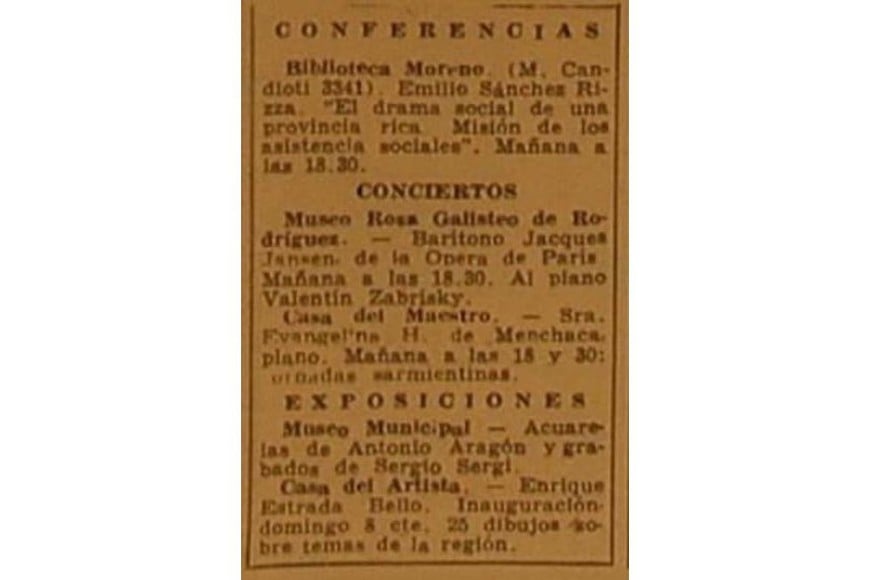 CONFERENCIAS
Biblioteca Moreno. (M. Can-
dioti 3341). Emilio Sánchez Ri-
zza. "El drama social de una
provincia rica. Misión de los
asistencia sociales". Mañana a
las 18.30.
CONCIERTOS
Museo Rosa Galisteo de Ro-
dríguez. — Baritono Jacques
Jansen, de la Opera de París
Mañana a las 18.30. Al piano
Valentín Zabrisky.
Casa del Maestro. — Sra.
Evangelina H. de Menchaca,
piano. Mañana a las 18 y 30:
ornadas sarmientinas.
EXPOSICIONES
Museo Municipal — Acuare-
las de Antonio Aragón y gra-
bados de Sergio Sergi.
Casa del Artista. — Enrique
Estrada Bello. Inauguración
domingo 8 cte. 25 dibujos so-
bre temas de la región.